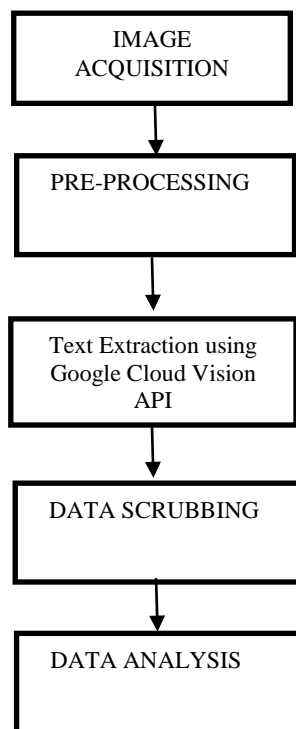 IMAGE
ACQUISITION
PRE-PROCESSING
Text Extraction using
Google Cloud Vision
API
DATA SCRUBBING
DATA ANALYSIS